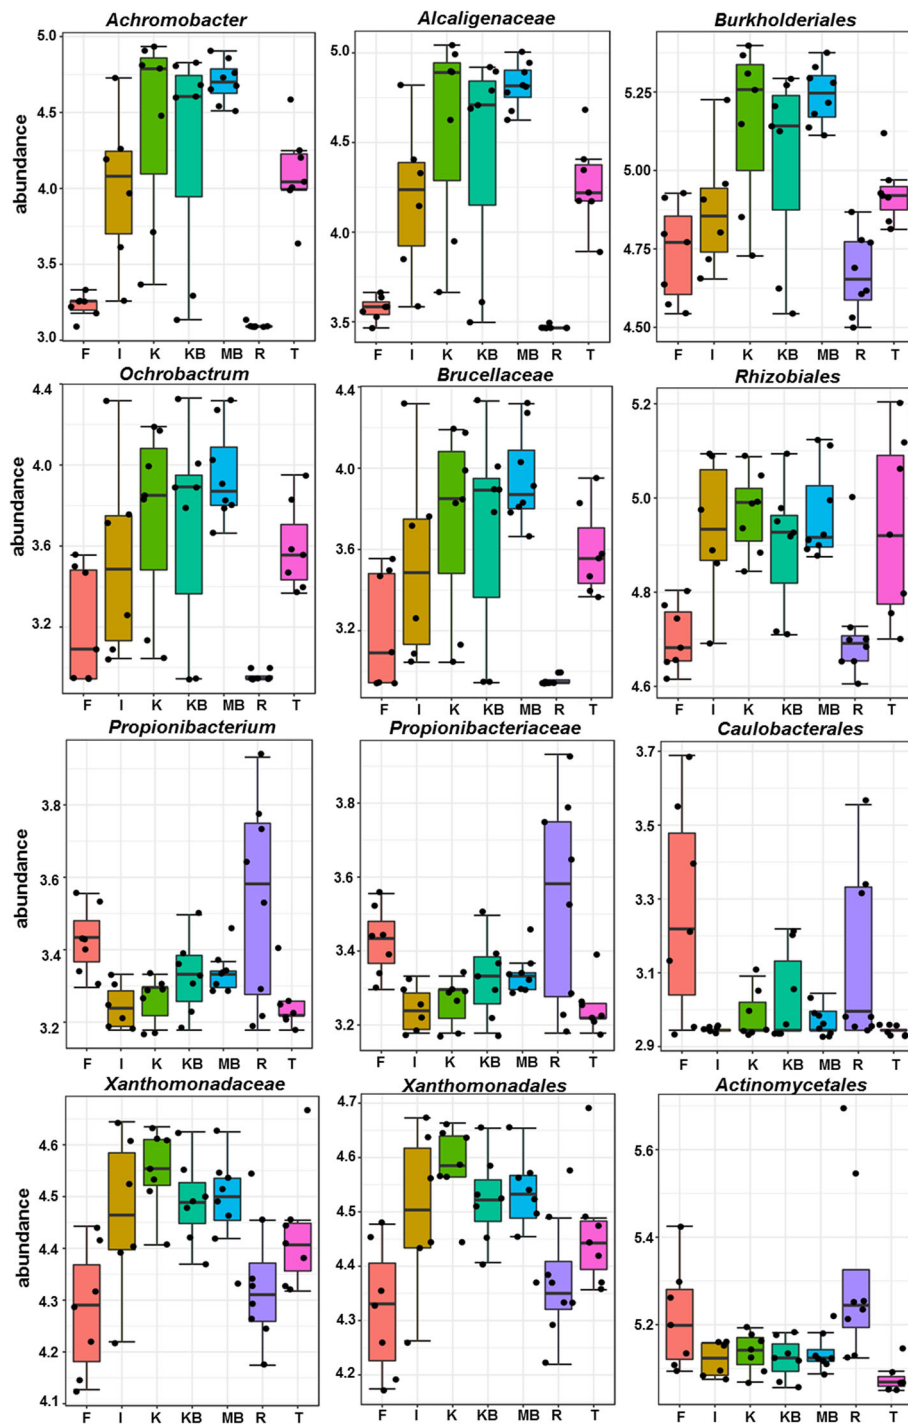 Achromobacter Alcaligenaceae Burkholderiales
abundance
5.0
4.5
4.0
3.5
3.0
F I K KB MB R T
5.0
4.5
4.0
3.5
F I K KB MB R T
5.25
5.00
4.75
4.50
F I K KB MB R T
Ochrobactrum Brucellaceae Rhizobiales
abundance
4.4
4.0
3.6
3.2
F I K KB MB R T
4.4
4.0
3.6
3.2
F I K KB MB R T
5.2
5.0
4.8
4.6
F I K KB MB R T
Propionibacterium Propionibacteriaceae Caulobacterales
abundance
3.8
3.6
3.4
3.2
F I K KB MB R T
3.8
3.6
3.4
3.2
F I K KB MB R T
3.7
3.5
3.3
3.1
2.9
F I K KB MB R T
Xanthomonadaceae Xanthomonadales Actinomycetales
abundance
4.6
4.5
4.4
4.3
4.2
4.1
F I K KB MB R T
4.7
4.6
4.5
4.4
4.3
4.2
F I K KB MB R T
5.6
5.4
5.2
F I K KB MB R T